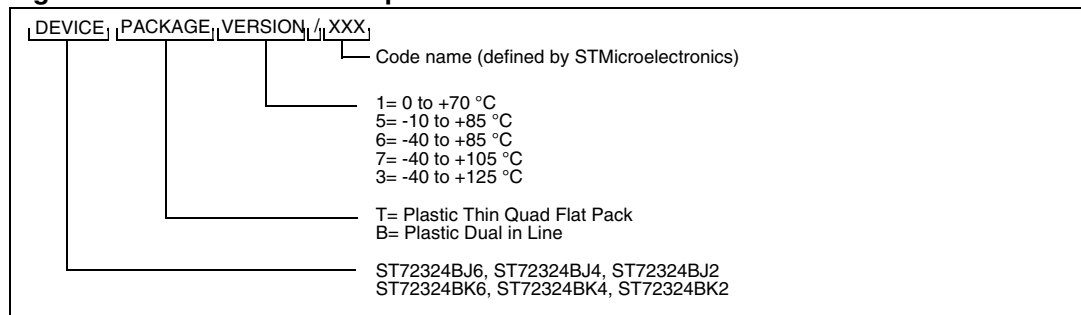 DEVICE PACKAGE VERSION / XXX
Code name (defined by STMicroelectronics)
1= 0 to +70 °C
5= -10 to +85 °C
6= -40 to +85 °C
7= -40 to +105 °C
3= -40 to +125 °C
T= Plastic Thin Quad Flat Pack
B= Plastic Dual in Line
ST72324BJ6, ST72324BJ4, ST72324BJ2
ST72324BK6, ST72324BK4, ST72324BK2